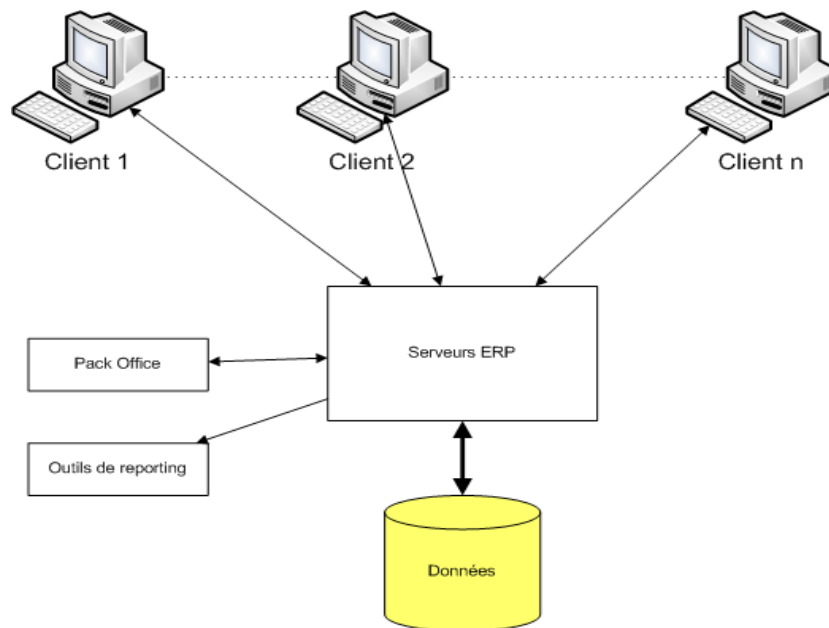 Client 1
Client 2
Client n
Serveurs ERP
Pack Office
Outils de reporting
Données